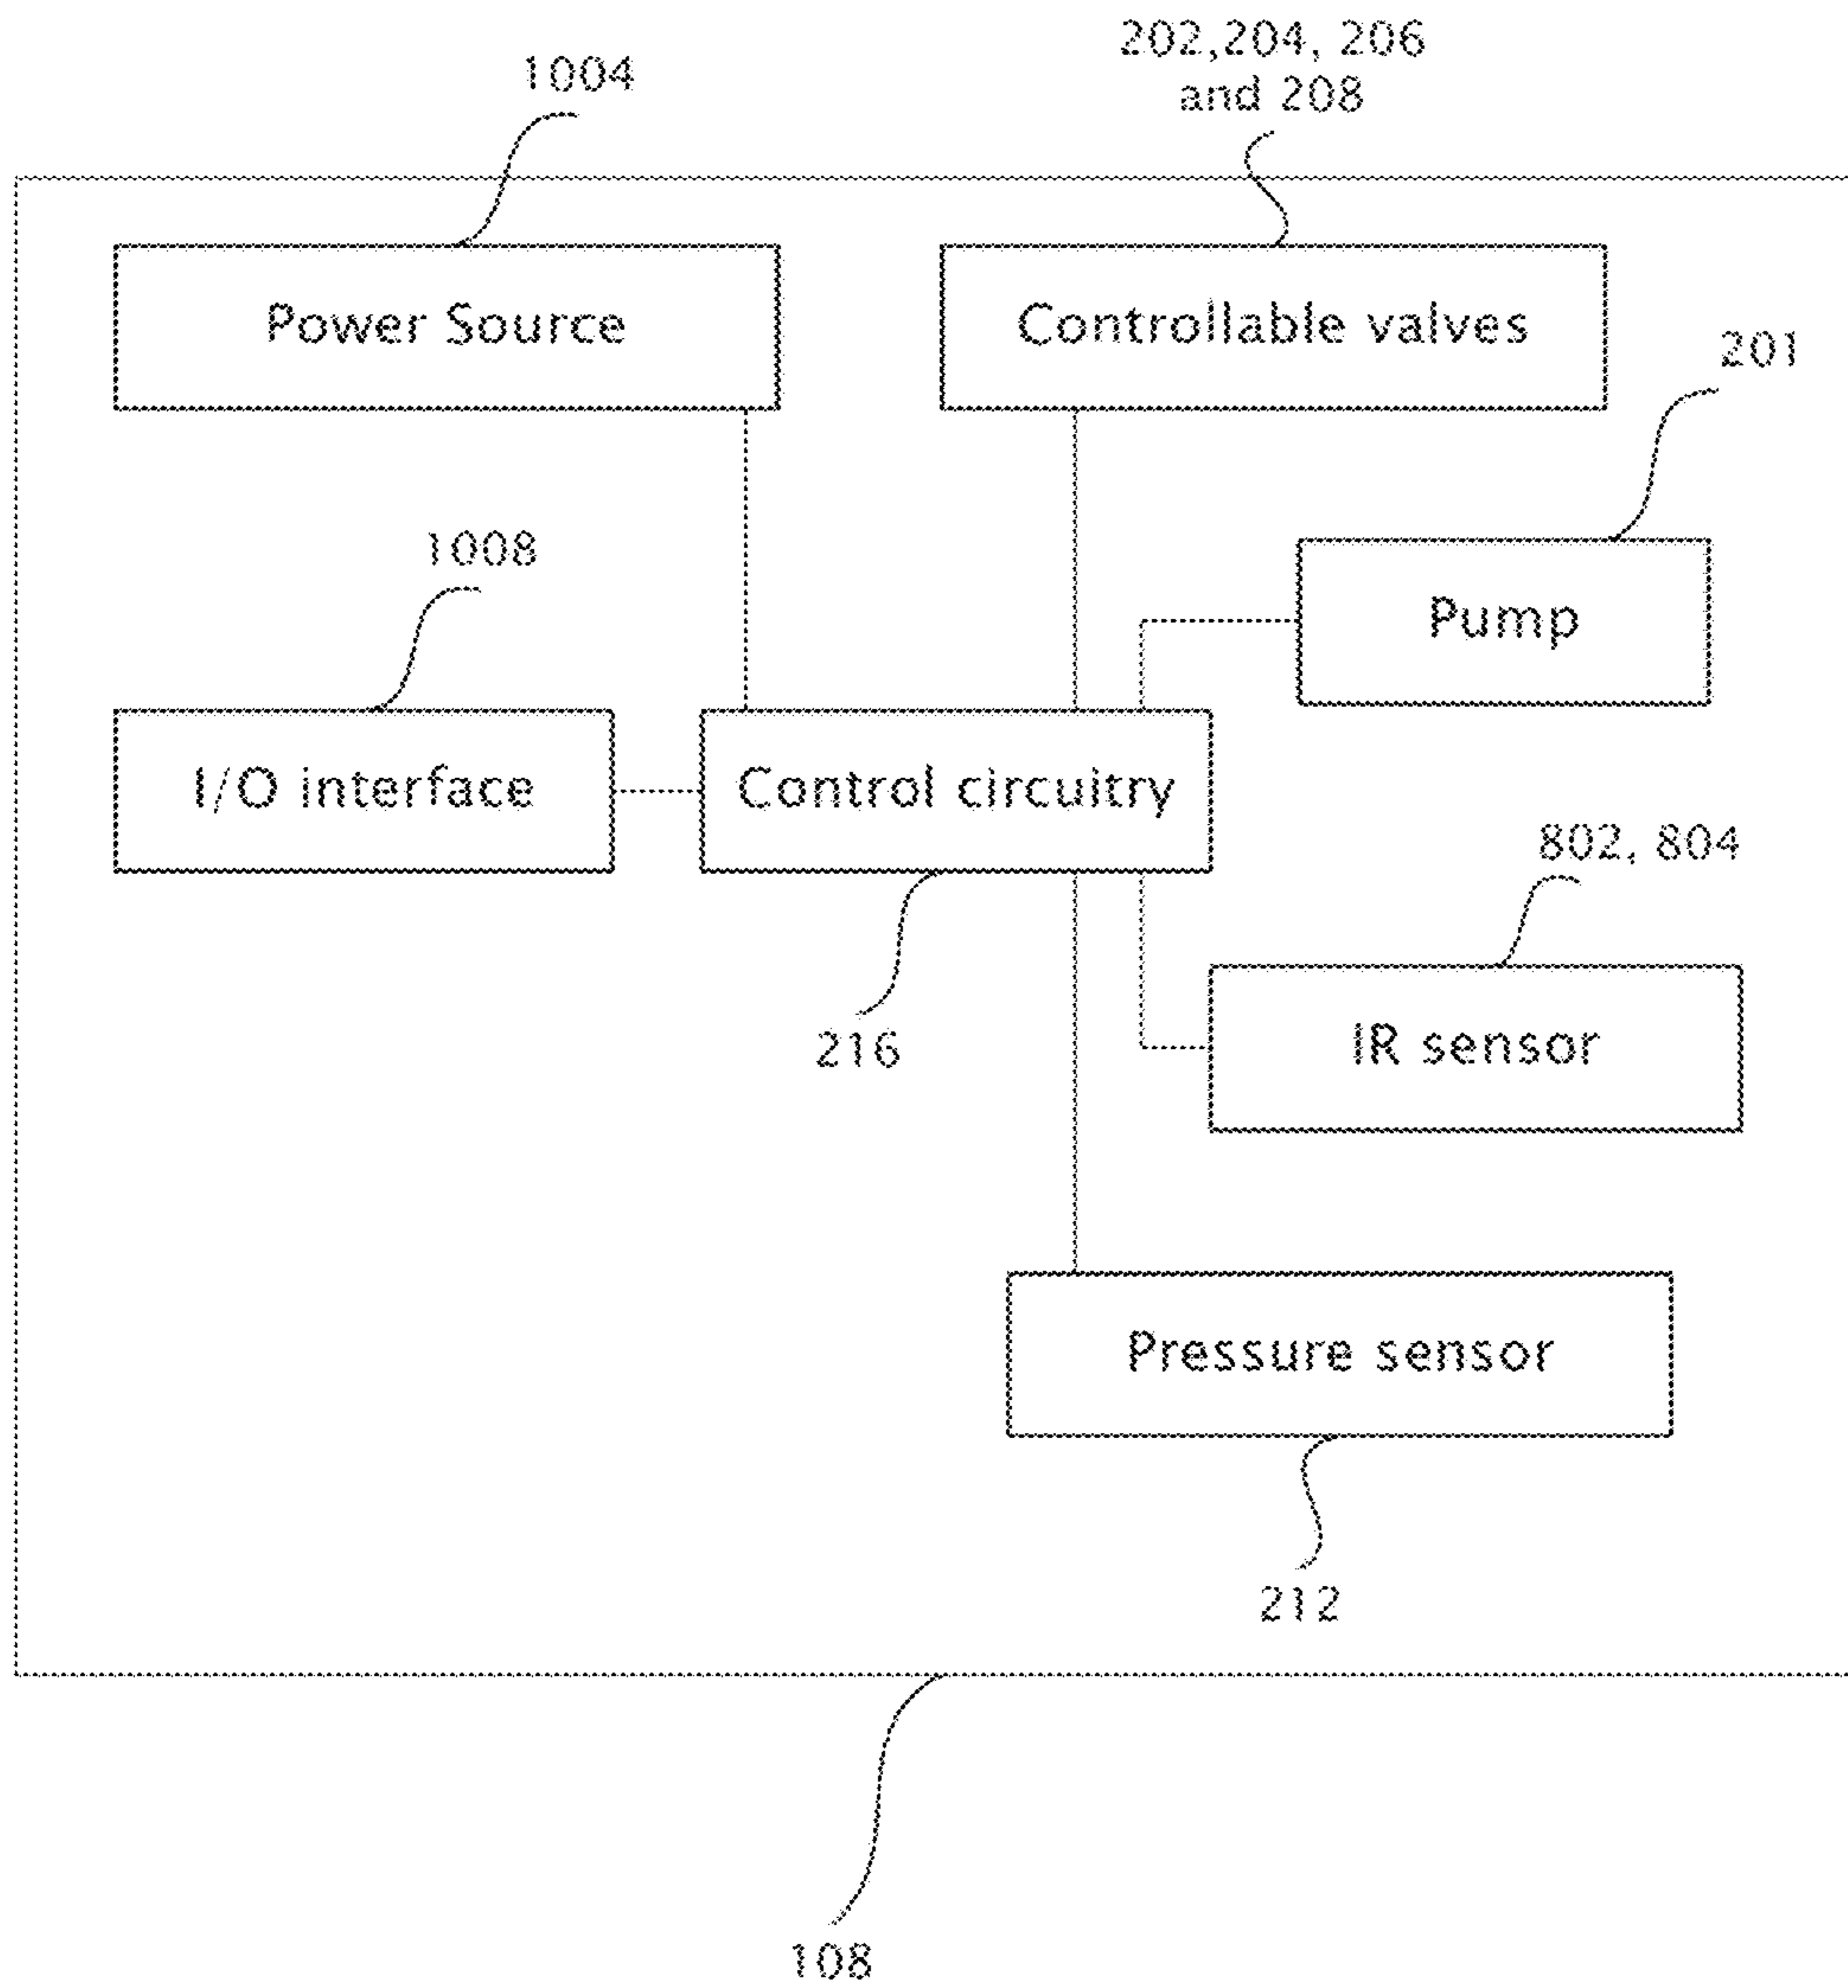 202,204, 206
and 208
1004
Power Source
Controllable valves
201
1008
Pump
I/O interface
Control circuitry
802, 804
216
IR sensor
Pressure sensor
212
108